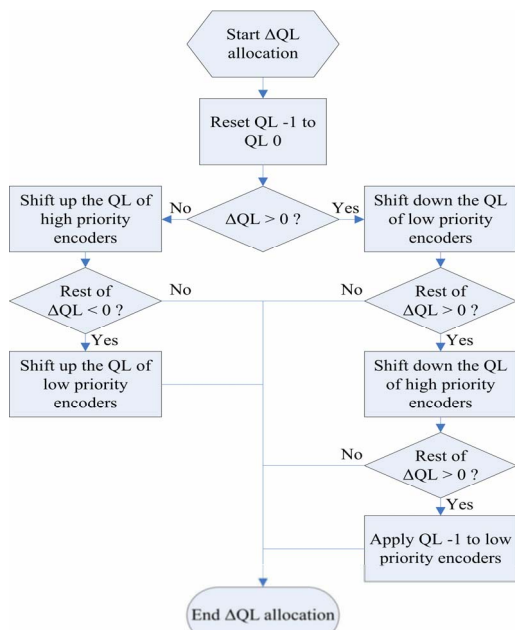 Start ΔQL
allocation
Reset QL -1 to
QL 0
Shift up the QL of
high priority
encoders
No
ΔQL > 0 ?
Yes
Shift down the QL
of low priority
encoders
Rest of
ΔQL < 0 ?
No
No
Rest of
ΔQL > 0 ?
Yes
Yes
Shift up the QL of
low priority
encoders
Shift down the QL
of high priority
encoders
No
Rest of
ΔQL > 0 ?
Yes
Apply QL -1 to low
priority encoders
End ΔQL allocation